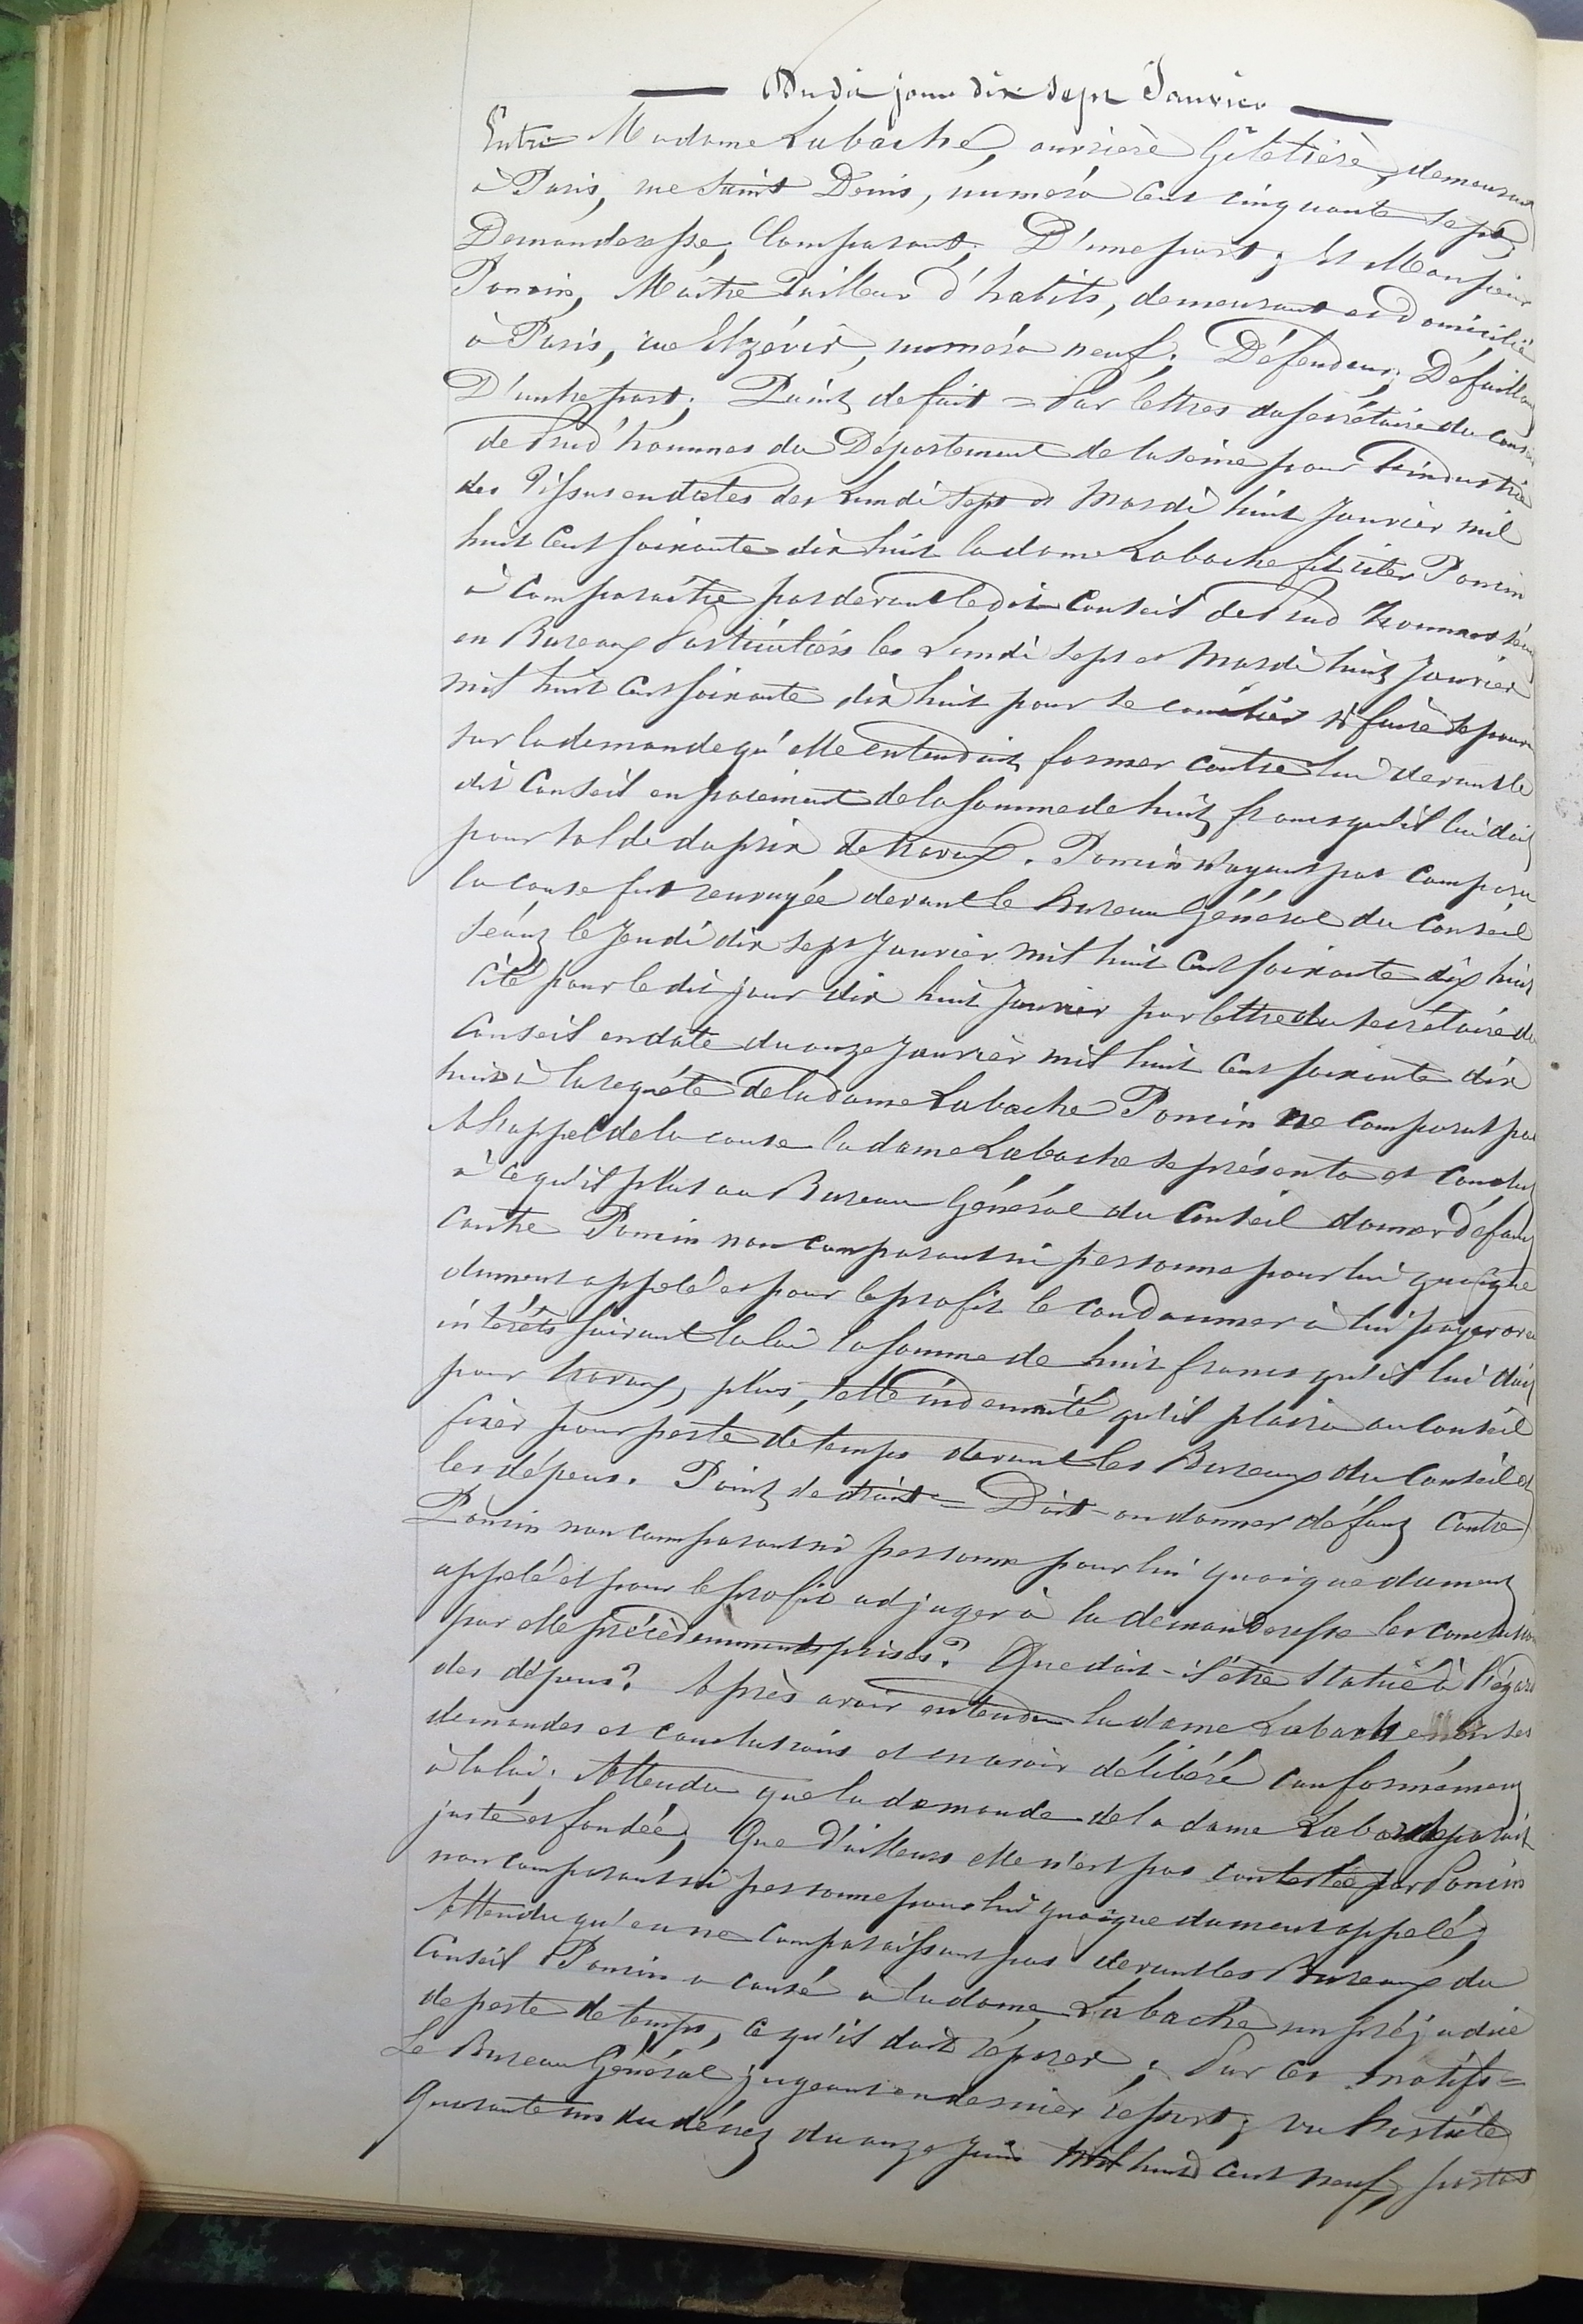 Dudit jour dix sept Janvier
Entre Madame Labache, ouvrière Giletière, demeurant
à Paris, rue Saint Denis, numéro cent cinquante sept;
Demanderesse; Comparant; D'une part; Et Monsieur
Poncin, Maître Tailleur d'habits, demeurant et domicilié
à Paris, rue Elzévir, numéro neuf; Défendeur; Défaillant
D'autre part; Point de fait = Par lettres du secrétaire du conseil
de Prud'hommes du Département de la Seine pour l'industrie
des Tissus en dates des Lundi sept et Mardi huit Janvier mil
huit cent soixante dix huit la dame Labache fit citer Poncin
à comparaître par devant ledit Conseil de Prud'hommes séant
en Bureaux Particuliers les Lundi sept et Mardi huit Janvier
mil huit cent soixante dix huit pour se concilier si faire se pouvait
sur la demande qu'elle entendait former contre lui devant le
dit Conseil en paiement de la somme de huit francs qu'il lui doit
pour solde du prix de travaux. Poncin n'ayant pas comparu
la cause fut renvoyée devant le Bureau Général du Conseil
séant le Jeudi dix sept Janvier mil huit cent soixante dix huit
Cité pour le dit jour dix huit Janvier par lettre du secrétaire du
Conseil en date du onze Janvier mil huit cent soixante dix
huit à la requête de la dame Labache Poncin ne comparut pas
A l'appel de la cause la dame Labache se présenta et conclut
à ce qu'il plut au Bureau Général du Conseil donner défaut
contre Poncin non comparant ni personne pour lui quoique
dument appelé et pour le profit le condamner à lui payer avec
intérêts suivant la loi la somme de huit francs qu'il lui doit
pour travaux, plus, telle indemnité qu'il plaira au Conseil
fixer pour perte de temps devant les Bureaux du Conseil et
les dépens. Point de droit = Doit-on donner défaut contre
Poncin non comparant ni personne pour lui quoique dument
appelé et pour le profit adjuger à la demanderesse les conclusions
par elle précédemment prises? Que doit-il être statué à l'égard
des dépens? Après avoir entendu la dame Labache en ses
demandes et conclusions et en avoir délibéré conformément
à la loi; Attendu que la demande de la dame Labache parait
juste et fondée; Que d'ailleurs elle n'est pas contestée par Poncin
non comparant ni personne pour lui quoique dument appelé;
Attendu qu'en ne comparaissant pas devant les Bureaux du
Conseil Poncin a causé à la dame Labache un préjudice
de perte de temps, ce qu'il doit réparer; Par ces motifs =
Le Bureau Général jugeant en dernier ressort; vu l'article
quarante un du décret du onze Juin mil huit cent neuf, portant